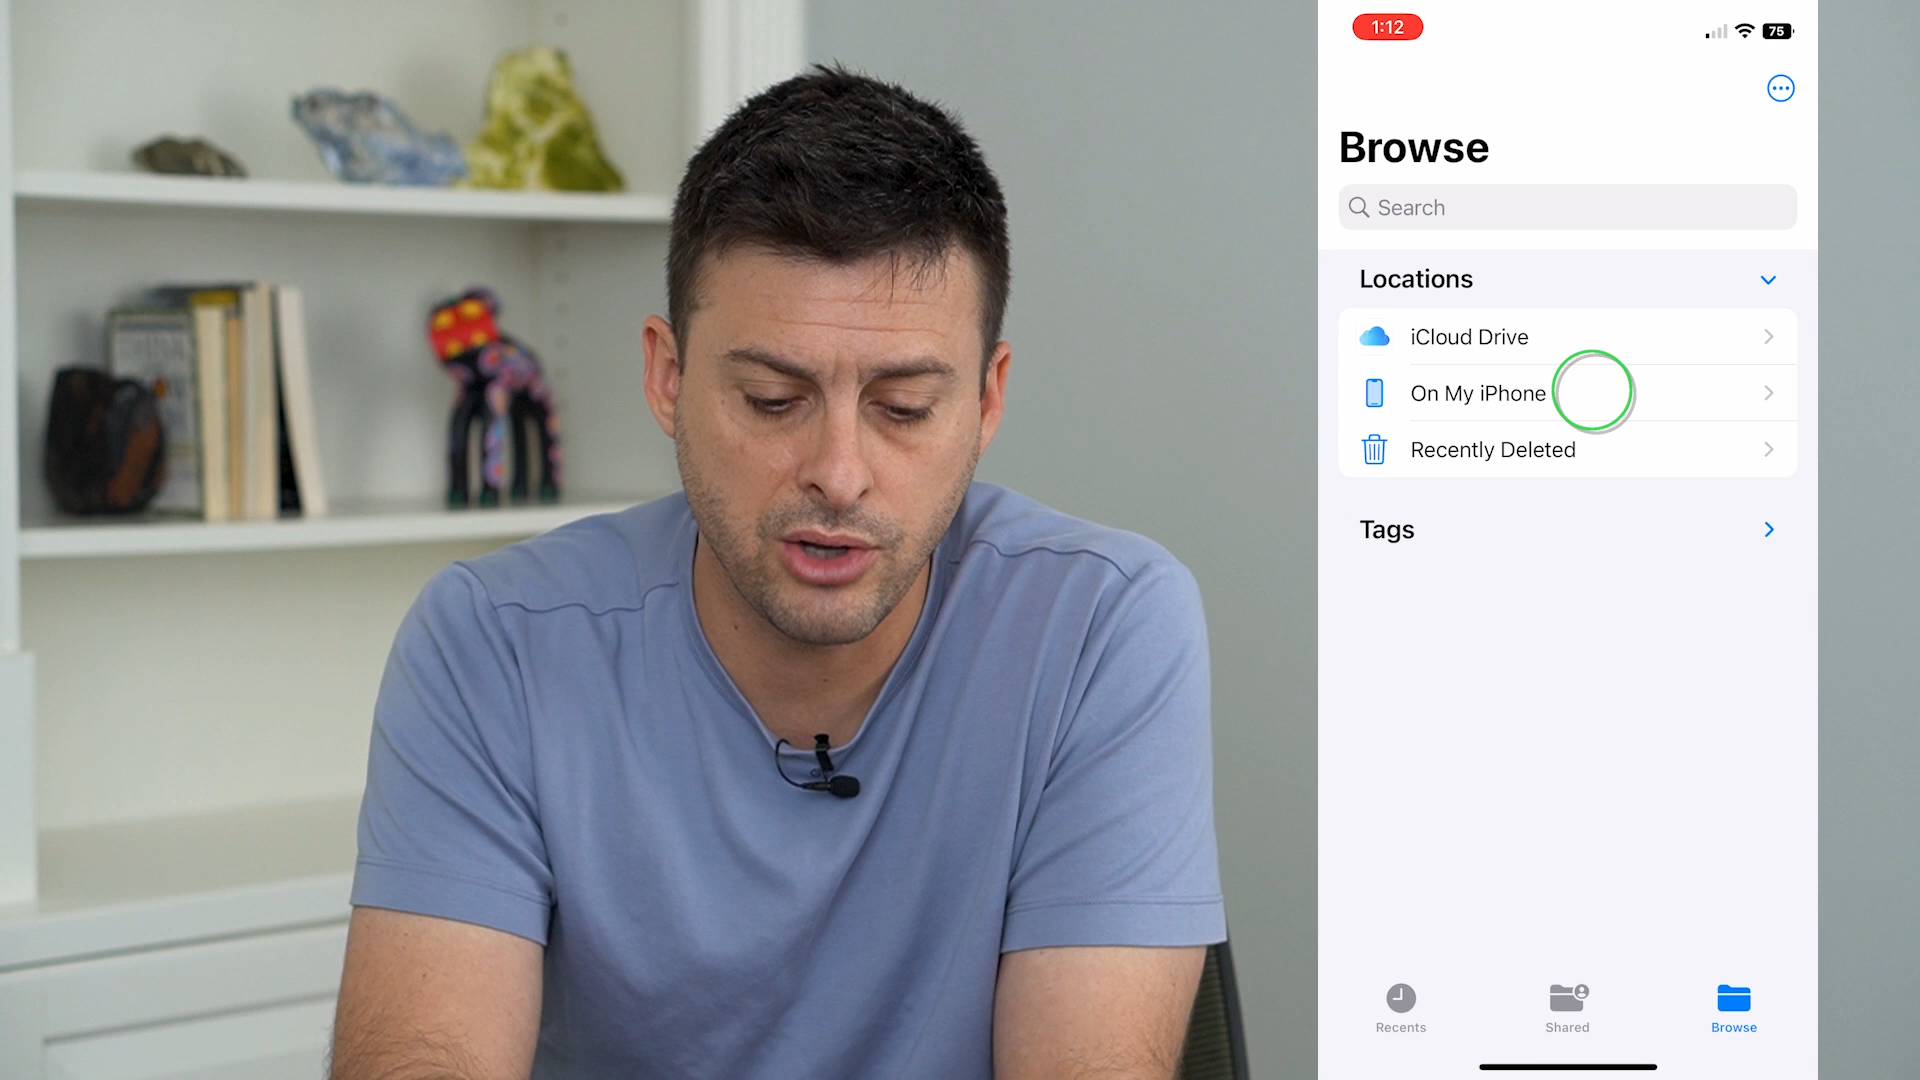 1:12
75
Browse
Search
Locations
iCloud Drive
On My iPhone
Recently Deleted
Tags
Recents
Shared
Browse